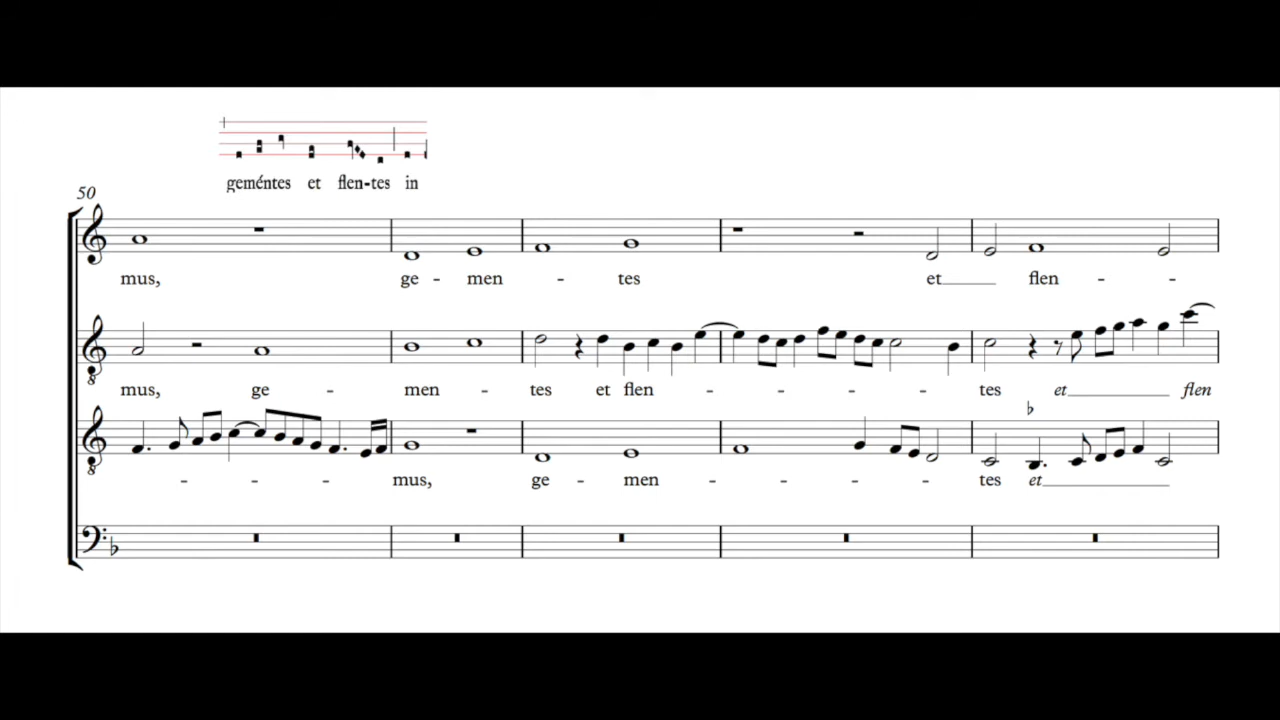 geméntes et flen-tes in
50
mus, ge - men - tes et flen - -
mus, ge - men - tes et flen - - - - tes et flen
- - - mus, ge - men - - - - tes et